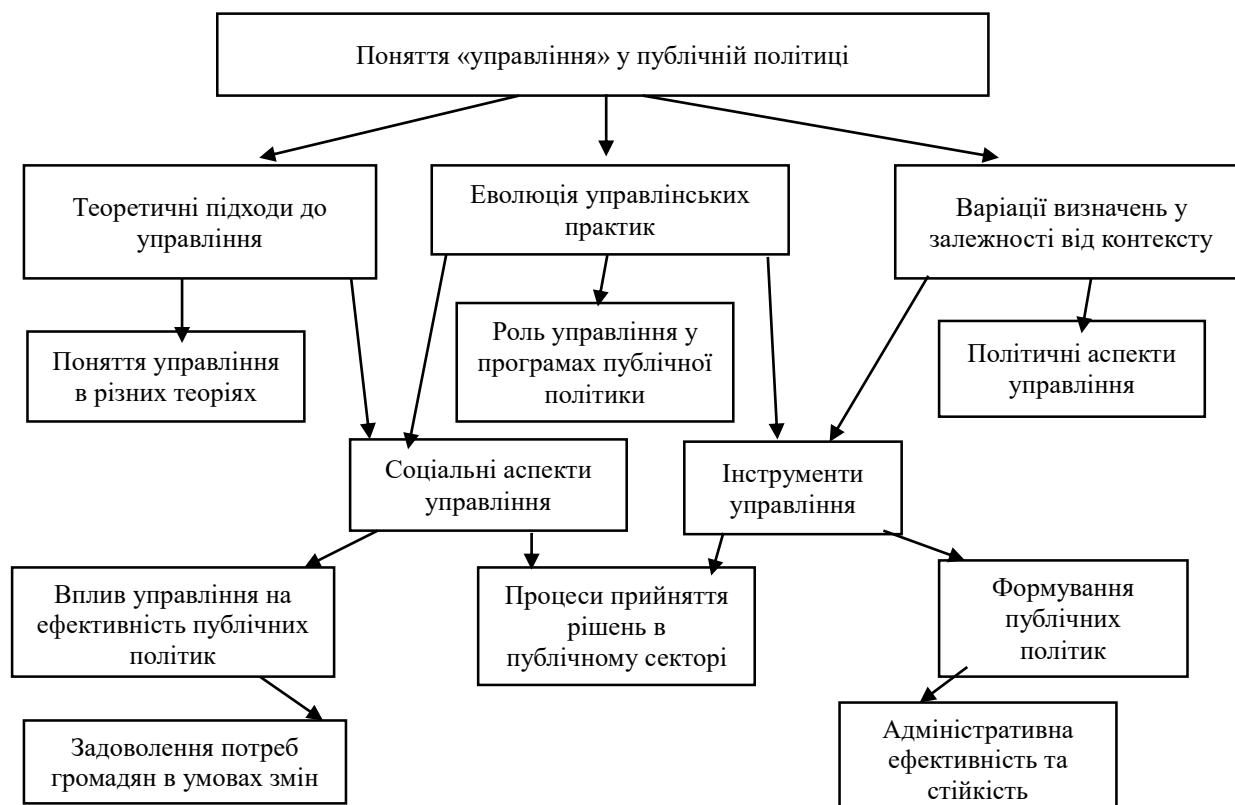 Поняття «управління» у публічній політиці
Теоретичні підходи до
управління
Еволюція управлінських
практик
Варіації визначень у
залежності від контексту
Поняття управління
в різних теоріях
Роль управління у
програмах публічної
політики
Політичні аспекти
управління
Соціальні аспекти
управління
Інструменти
управління
Вплив управління на
ефективність публічних
політик
Процеси прийняття
рішень в
публічному секторі
Формування
публічних
політик
Задоволення потреб
громадян в умовах змін
Адміністративна
ефективність та
стійкість